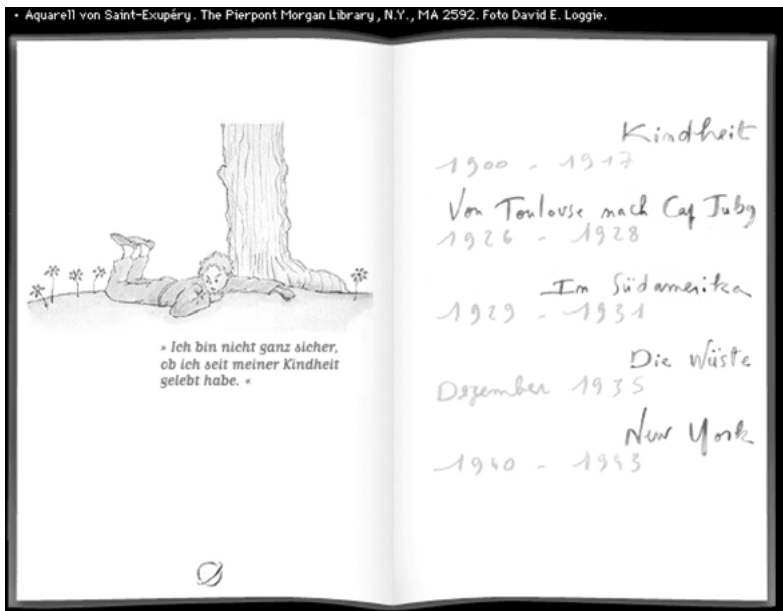 • Aquarell von Saint-Exupéry. The Pierpont Morgan Library, N.Y., MA 2592. Foto David E. Loggie.
» Ich bin nicht ganz sicher,
ob ich seit meiner Kindheit
gelebt habe. «
Kindheit
1900 - 1917
Von Toulouse nach Cap Juby
1926 - 1928
Im Südamerika
1929 - 1931
Die Wüste
Dezember 1935
New York
1940 - 1943